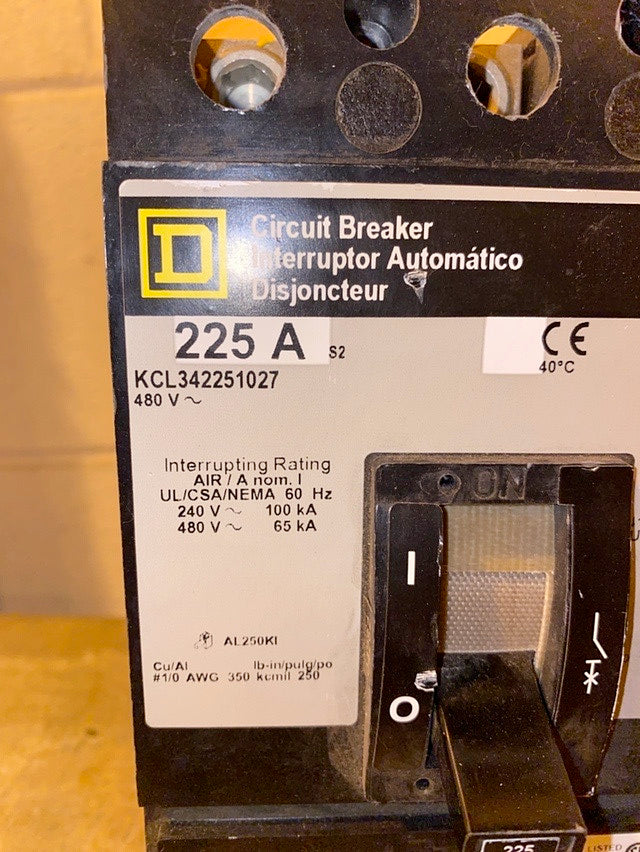 D
Circuit Breaker
Interruptor Automático
Disjoncteur
225 A S2
CE
40°C
KCL342251027
480 V ~
Interrupting Rating
AIR / A nom. I
UL/CSA/NEMA 60 Hz
240 V ~ 100 kA
480 V ~ 65 kA
ON
I
O
AL250KI
Cu/Al lb-in/pulg/po
#1/0 AWG 350 kcmil 250
225
LISTED